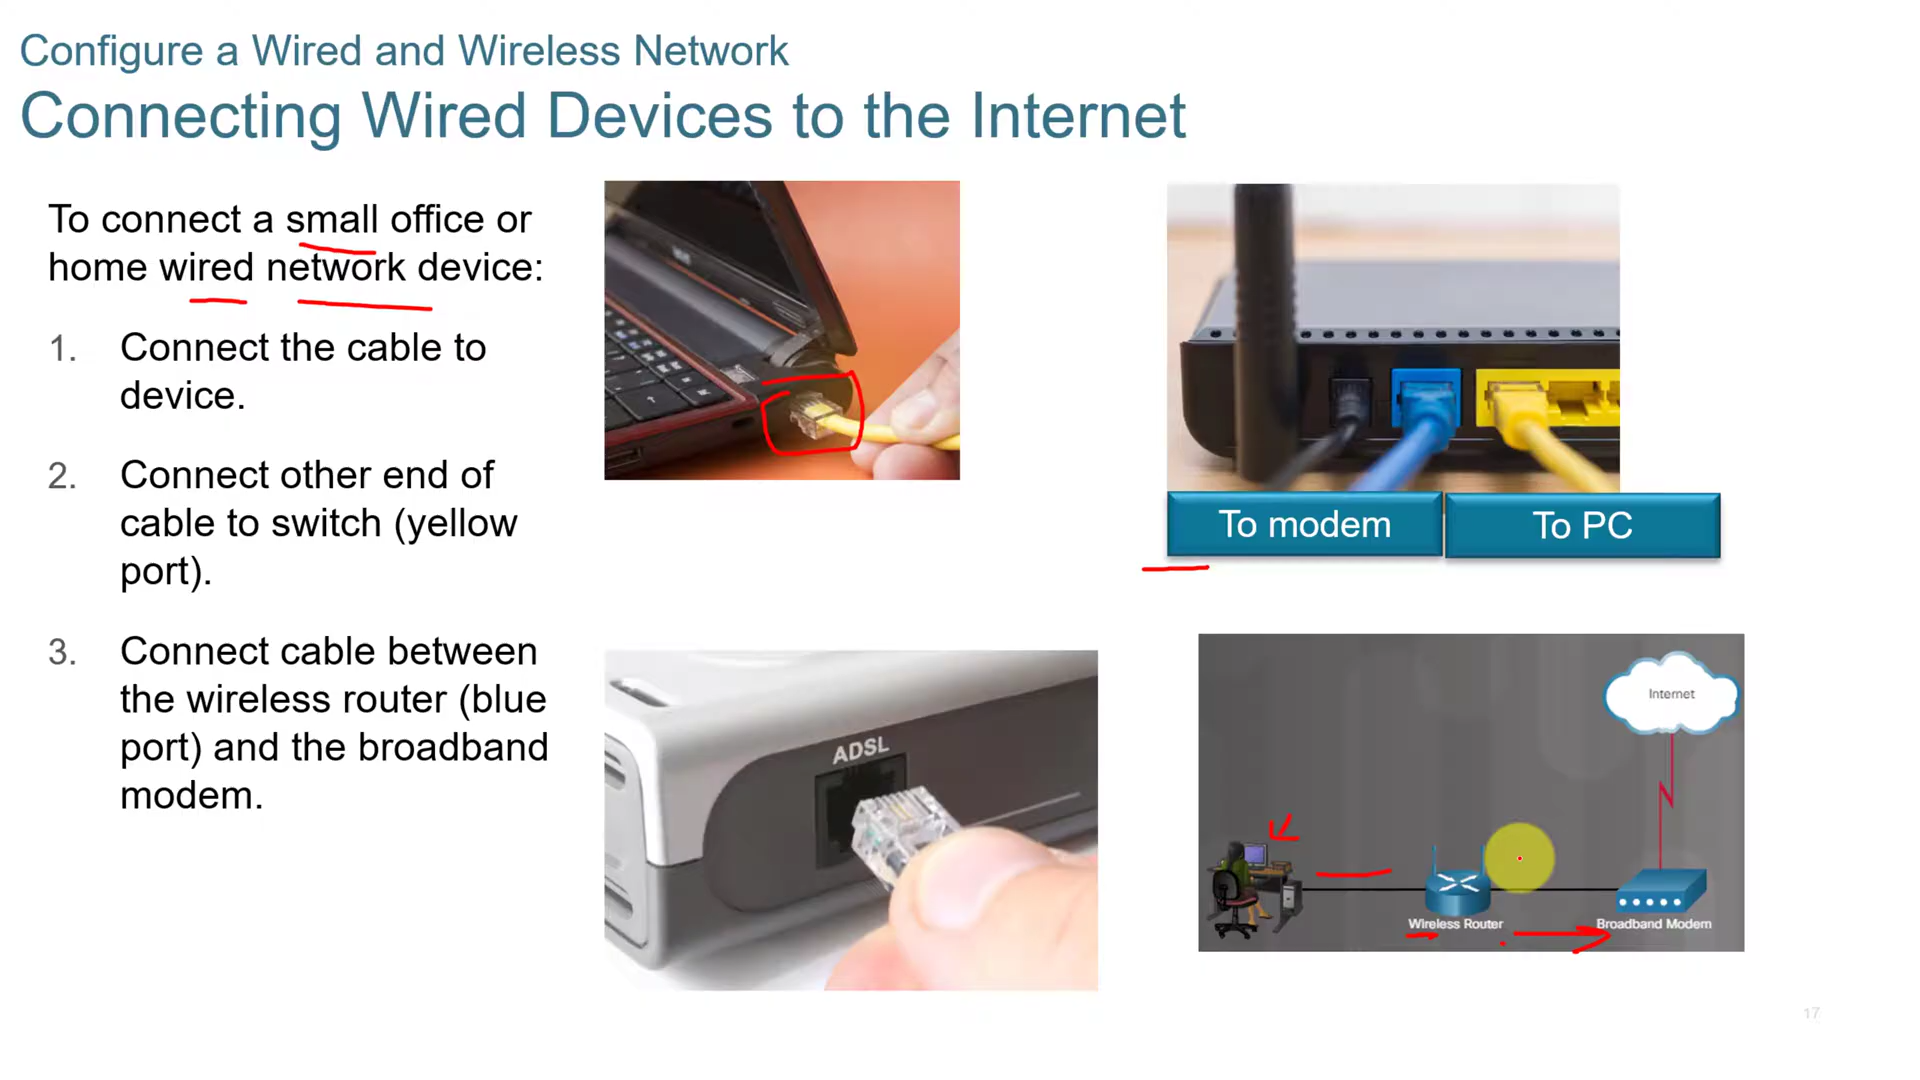 Configure a Wired and Wireless Network
Connecting Wired Devices to the Internet
To connect a small office or
home wired network device:
1. Connect the cable to
device.
2. Connect other end of
cable to switch (yellow
port).
3. Connect cable between
the wireless router (blue
port) and the broadband
modem.
To modem
To PC
ADSL
Internet
Wireless Router
Broadband Modem
17